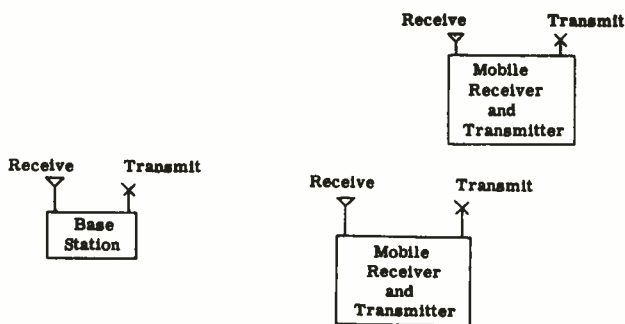 Receive Transmit
Mobile
Receiver
and
Transmitter
Receive Transmit
Base
Station
Receive Transmit
Mobile
Receiver
and
Transmitter